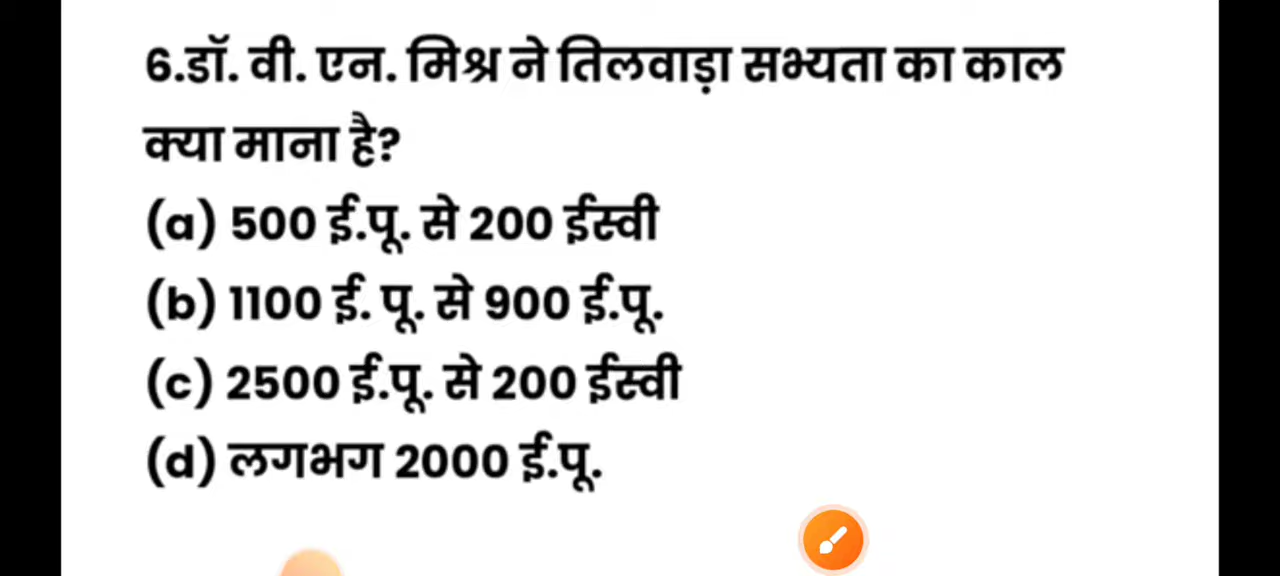 6.डॉ. वी. एन. मिश्र ने तिलवाड़ा सभ्यता का काल
क्या माना है?
(a) 500 ई.पू. से 200 ईस्वी
(b) 1100 ई. पू. से 900 ई.पू.
(c) 2500 ई.पू. से 200 ईस्वी
(d) लगभग 2000 ई.पू.